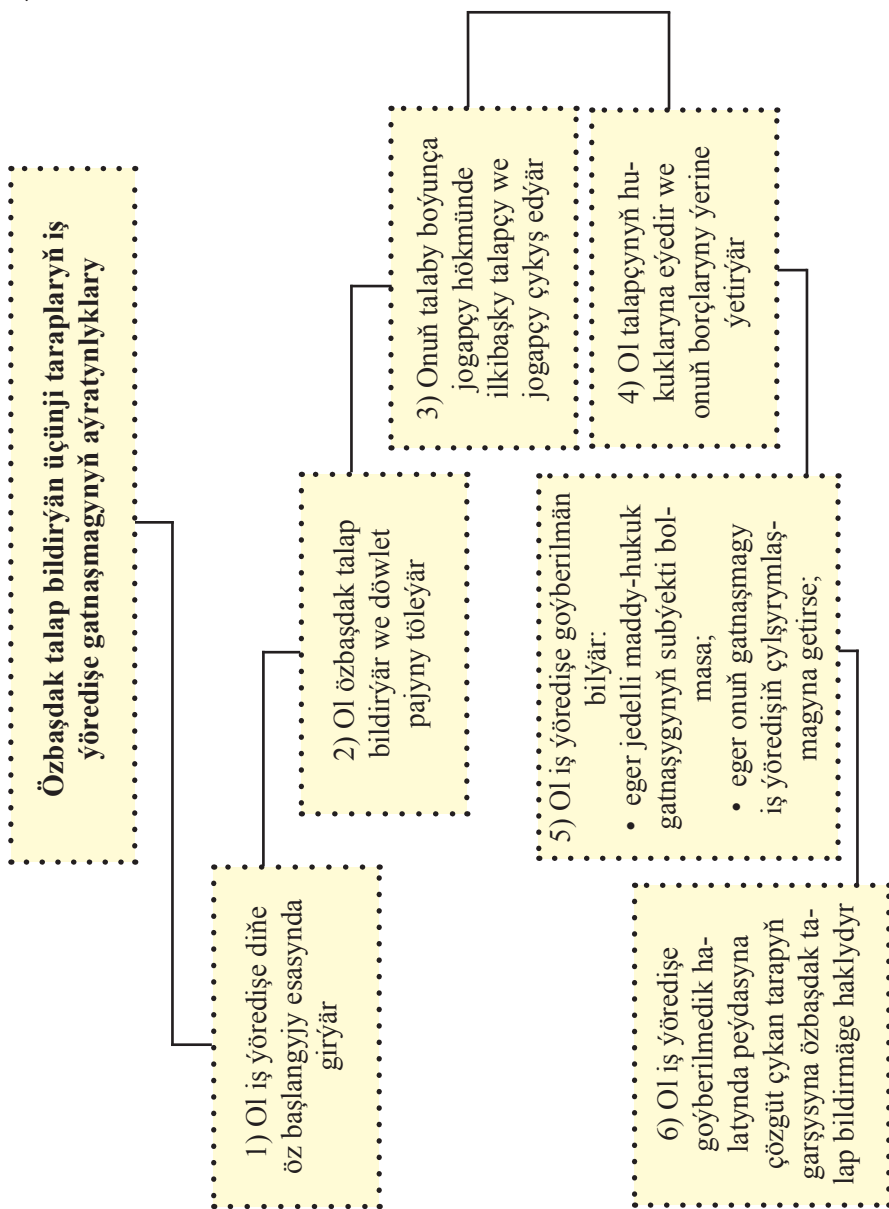 Özbaşdak talap bildirýän üçünji taraplaryň iş
ýöredişe gatnaşmagynyň aýratynlyklary
1) Ol iş ýöredişe diňe
öz başlangyjy esasynda
girýär
2) Ol özbaşdak talap
bildirýär we döwlet
pajyny töleýär
3) Onuň talaby boýunça
jogapçy hökmünde
ilkibaşky talapçy we
jogapçy çykyş edýär
4) Ol talapçynyň hu-
kuklaryna eýedir we
onuň borçlaryny ýerine
ýetirýär
5) Ol iş ýöredişe goýberilmän
bilýär:
• eger jedelli maddy-hukuk
gatnaşygynyň subýekti bol-
masa;
• eger onuň gatnaşmagy
iş ýöredişiň çylşyrymlaş-
magyna getirse;
6) Ol iş ýöredişe
goýberilmedik ha-
latynda peýdasyna
çözgüt çykan tarapyň
garşysyna özbaşdak ta-
lap bildirmäge haklydyr